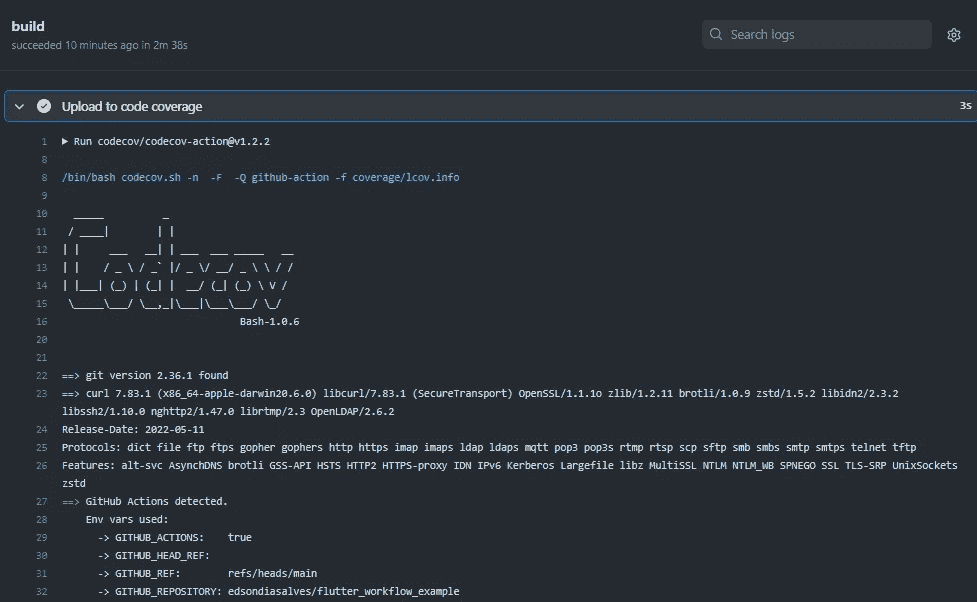 build
succeeded 10 minutes ago in 2m 38s
Search logs
Upload to code coverage 3s
1 Run codecov/codecov-action@v1.2.2
8
8 /bin/bash codecov.sh -n  -F  -Q github-action -f coverage/lcov.info
9
10   _____          _
11  / ____|        | |
12 | |     ___   __| | ___  ___ _____   __
13 | |    / _ \ / _` |/ _ \/ __/ _ \ \ / /
14 | |___| (_) | (_| |  __/ (_| (_) \ V /
15  \_____\___/ \__,_|\___|\___\___/ \_/
16                               Bash-1.0.6
20
21
22 ==> git version 2.36.1 found
23 ==> curl 7.83.1 (x86_64-apple-darwin20.6.0) libcurl/7.83.1 (SecureTransport) OpenSSL/1.1.1o zlib/1.2.11 brotli/1.0.9 zstd/1.5.2 libidn2/2.3.2
libssh2/1.10.0 nghttp2/1.47.0 librtmp/2.3 OpenLDAP/2.6.2
24 Release-Date: 2022-05-11
25 Protocols: dict file ftp ftps gopher gophers http https imap imaps ldap ldaps mqtt pop3 pop3s rtmp rtsp scp sftp smb smbs smtp smtps telnet tftp
26 Features: alt-svc AsynchDNS brotli GSS-API HSTS HTTP2 HTTPS-proxy IDN IPv6 Kerberos Largefile libz MultiSSL NTLM NTLM_WB SPNEGO SSL TLS-SRP UnixSockets
zstd
27 ==> GitHub Actions detected.
28     Env vars used:
29       -> GITHUB_ACTIONS:    true
30       -> GITHUB_HEAD_REF:
31       -> GITHUB_REF:        refs/heads/main
32       -> GITHUB_REPOSITORY: edsondiasalves/flutter_workflow_example